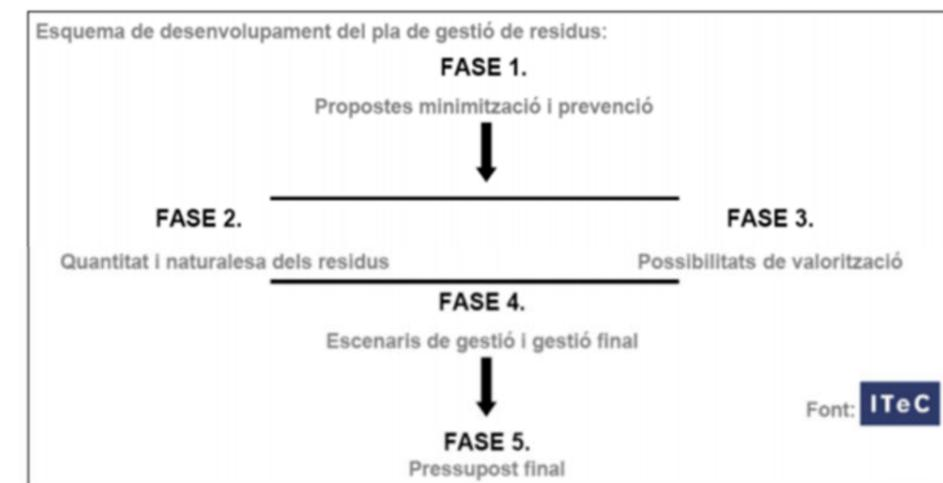 Esquema de desenvolupament del pla de gestió de residus:
FASE 1.
Propostes minimització i prevenció
FASE 2.
FASE 3.
Quantitat i naturalesa dels residus
Possibilitats de valorització
FASE 4.
Escenaris de gestió i gestió final
Font: ITeC
FASE 5.
Pressupost final